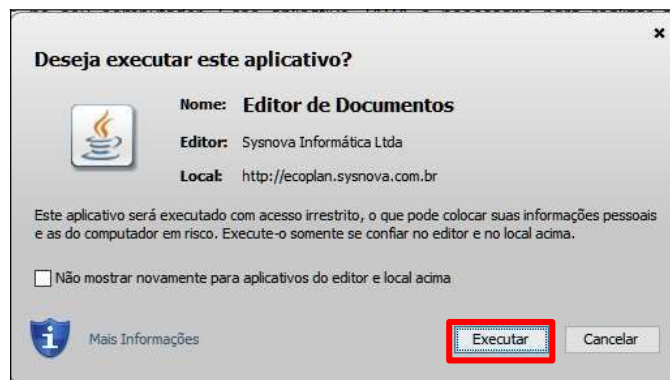 Deseja executar este aplicativo?
Nome: Editor de Documentos
Editor: Sysnova Informática Ltda
Local: http://ecoplan.sysnova.com.br
Este aplicativo será executado com acesso irrestrito, o que pode colocar suas informações pessoais
e as do computador em risco. Execute-o somente se confiar no editor e no local acima.
Não mostrar novamente para aplicativos do editor e local acima
Mais Informações
Executar Cancelar